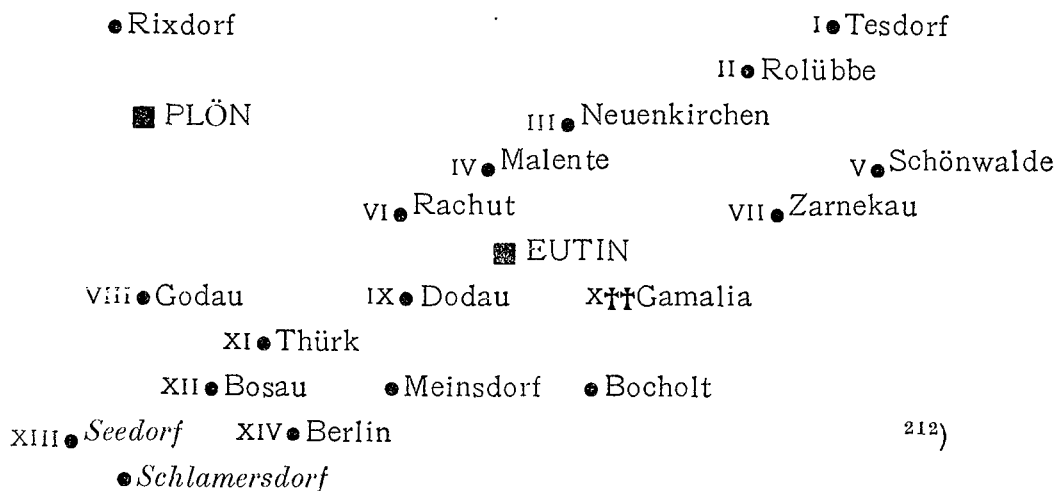 Rixdorf I Tesdorf
II Rolübbe
PLÖN III Neuenkirchen
IV Malente V Schönwalde
VI Rachut VII Zarnekau
EUTIN
VIII Godau IX Dodau X††Gamalia
XI Thürk
XII Bosau Meinsdorf Bocholt
XIII Seedorf XIV Berlin 212)
Schlamersdorf